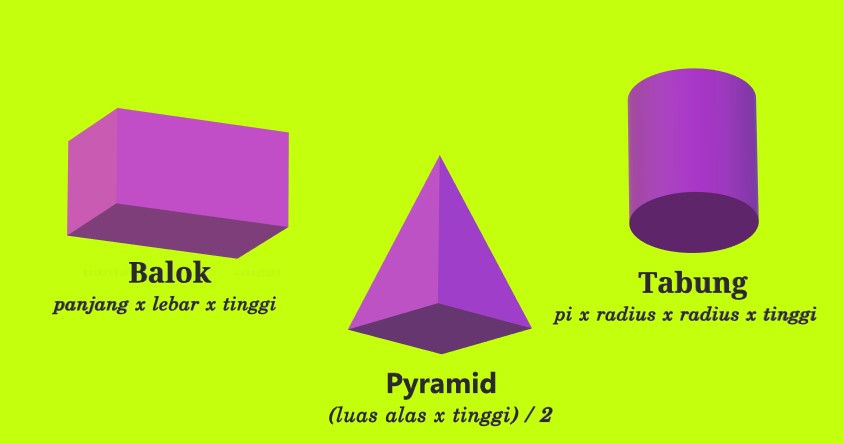 Balok
panjang x lebar x tinggi
Pyramid
(luas alas x tinggi) / 2
Tabung
pi x radius x radius x tinggi